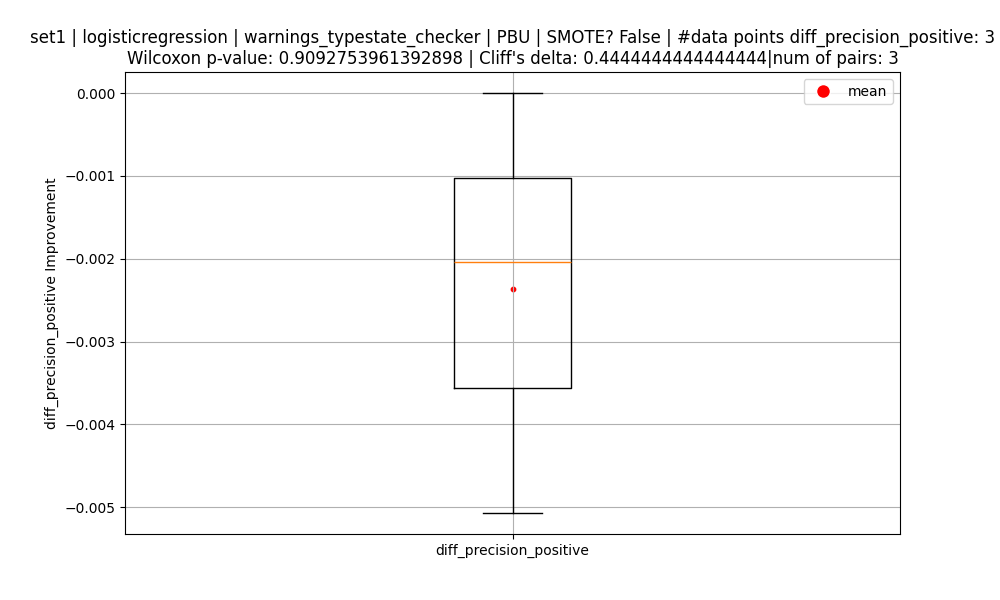 set1 | logisticregression | warnings_typestate_checker | PBU | SMOTE? False | #data points diff_precision_positive: 3
Wilcoxon p-value: 0.9092753961392898 | Cliff's delta: 0.4444444444444444|num of pairs: 3
mean
0.000
−0.001
−0.002
−0.003
−0.004
−0.005
diff_precision_positive Improvement
diff_precision_positive